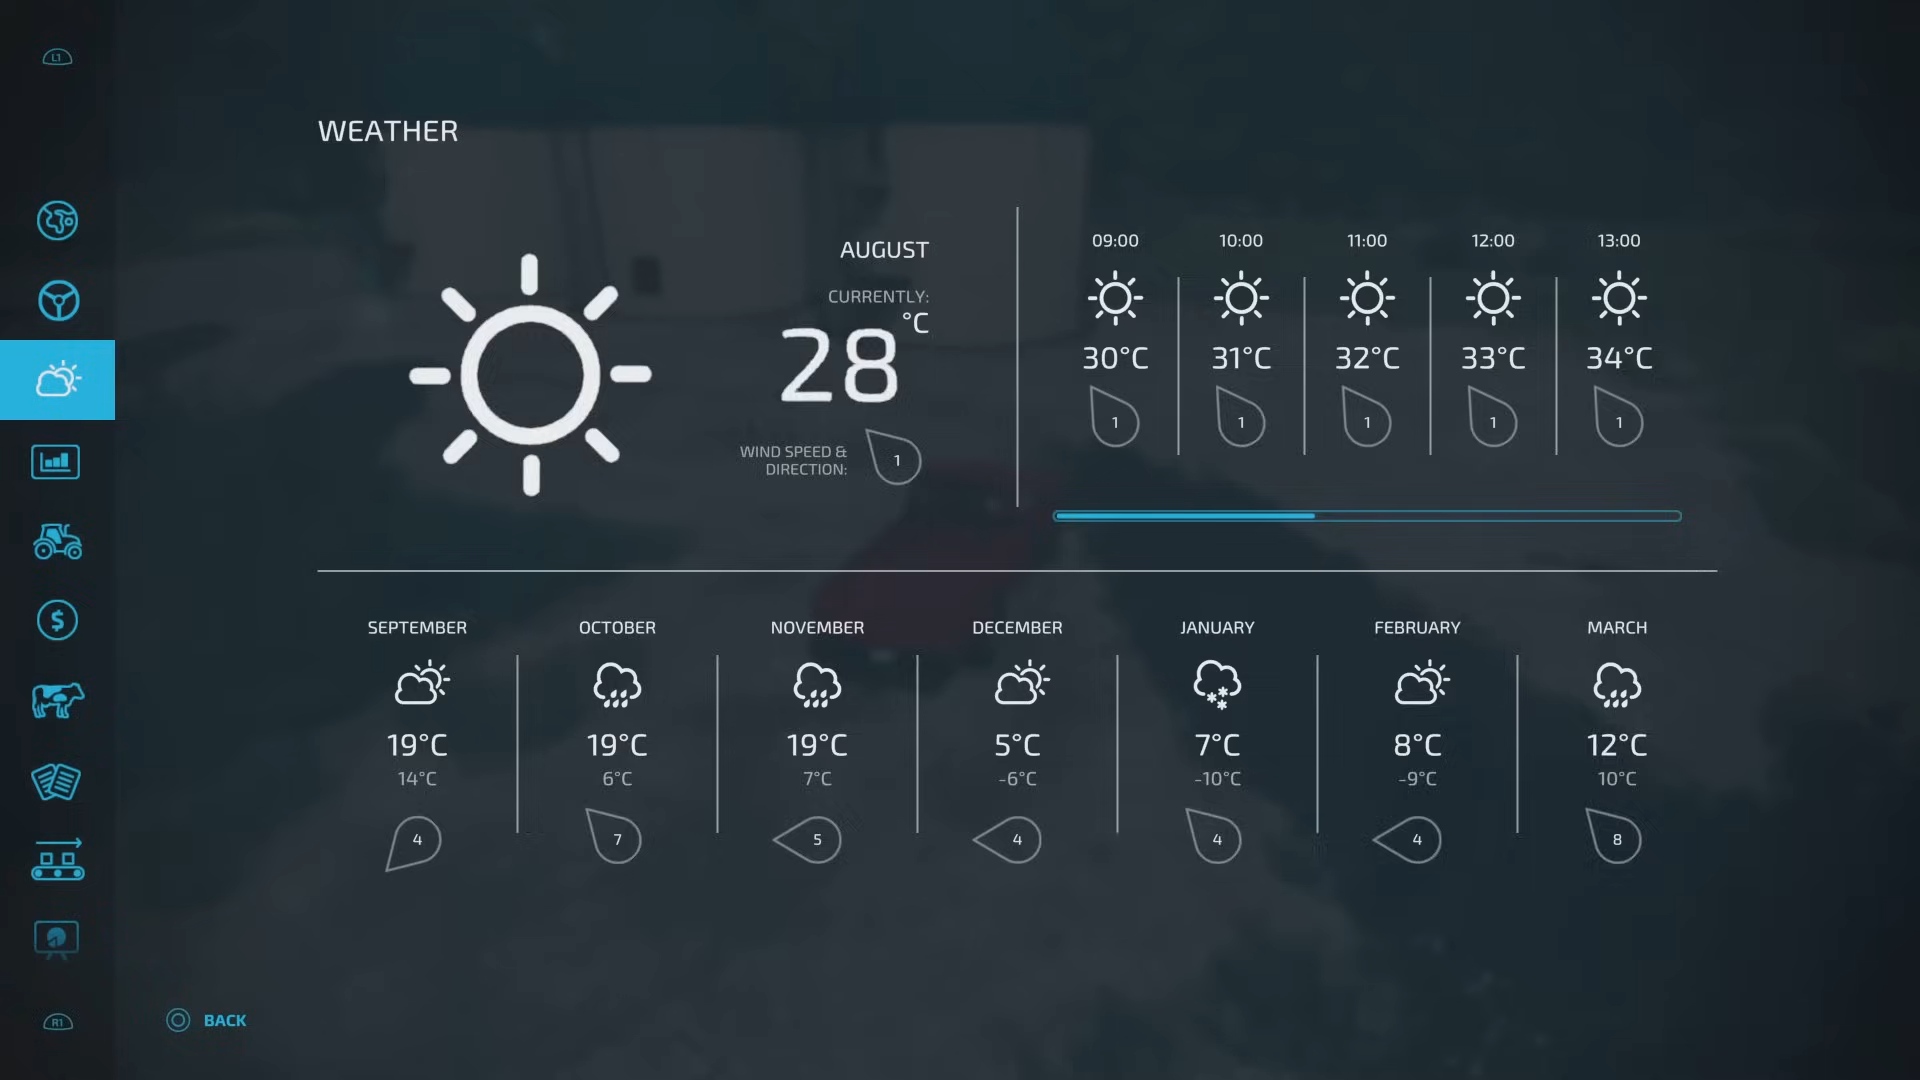 L1
WEATHER
AUGUST
CURRENTLY:
28 °C
WIND SPEED &
DIRECTION:
1
09:00 10:00 11:00 12:00 13:00
30°C 31°C 32°C 33°C 34°C
1 1 1 1 1
SEPTEMBER OCTOBER NOVEMBER DECEMBER JANUARY FEBRUARY MARCH
19°C 19°C 19°C 5°C 7°C 8°C 12°C
14°C 6°C 7°C -6°C -10°C -9°C 10°C
4 7 5 4 4 4 8
$
R1
BACK